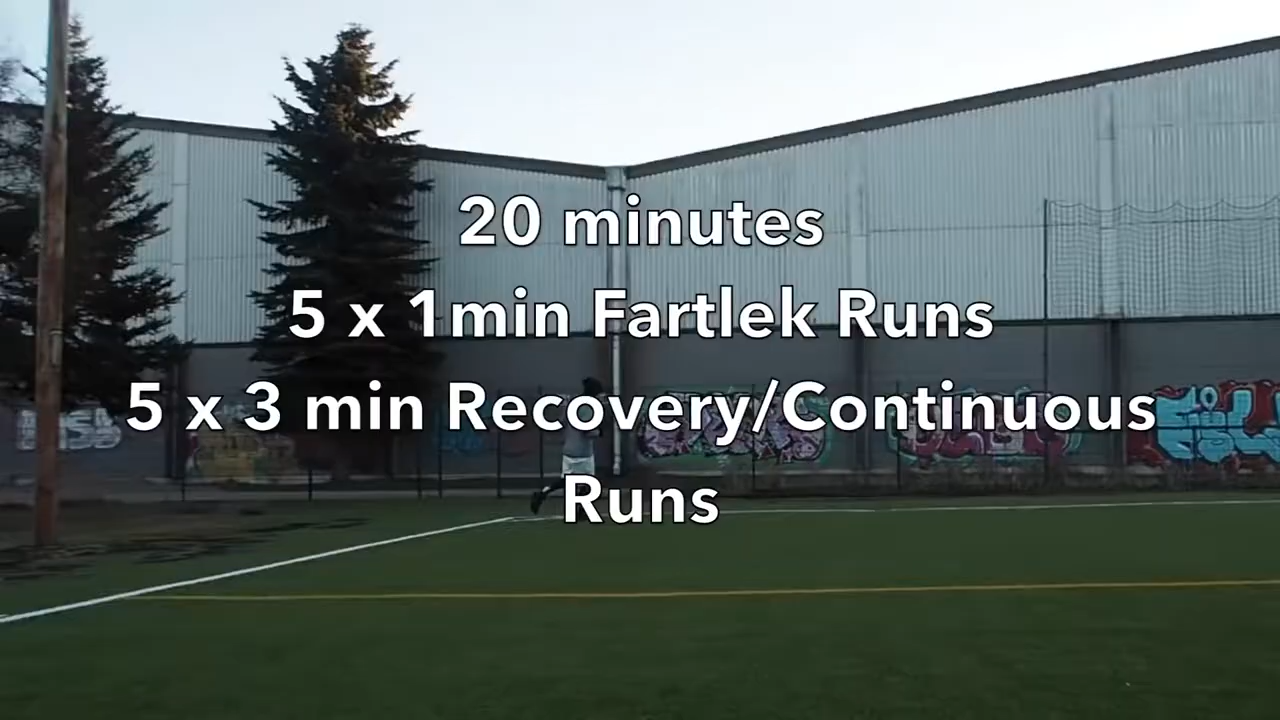 20 minutes
5 x 1min Fartlek Runs
5 x 3 min Recovery/Continuous
Runs